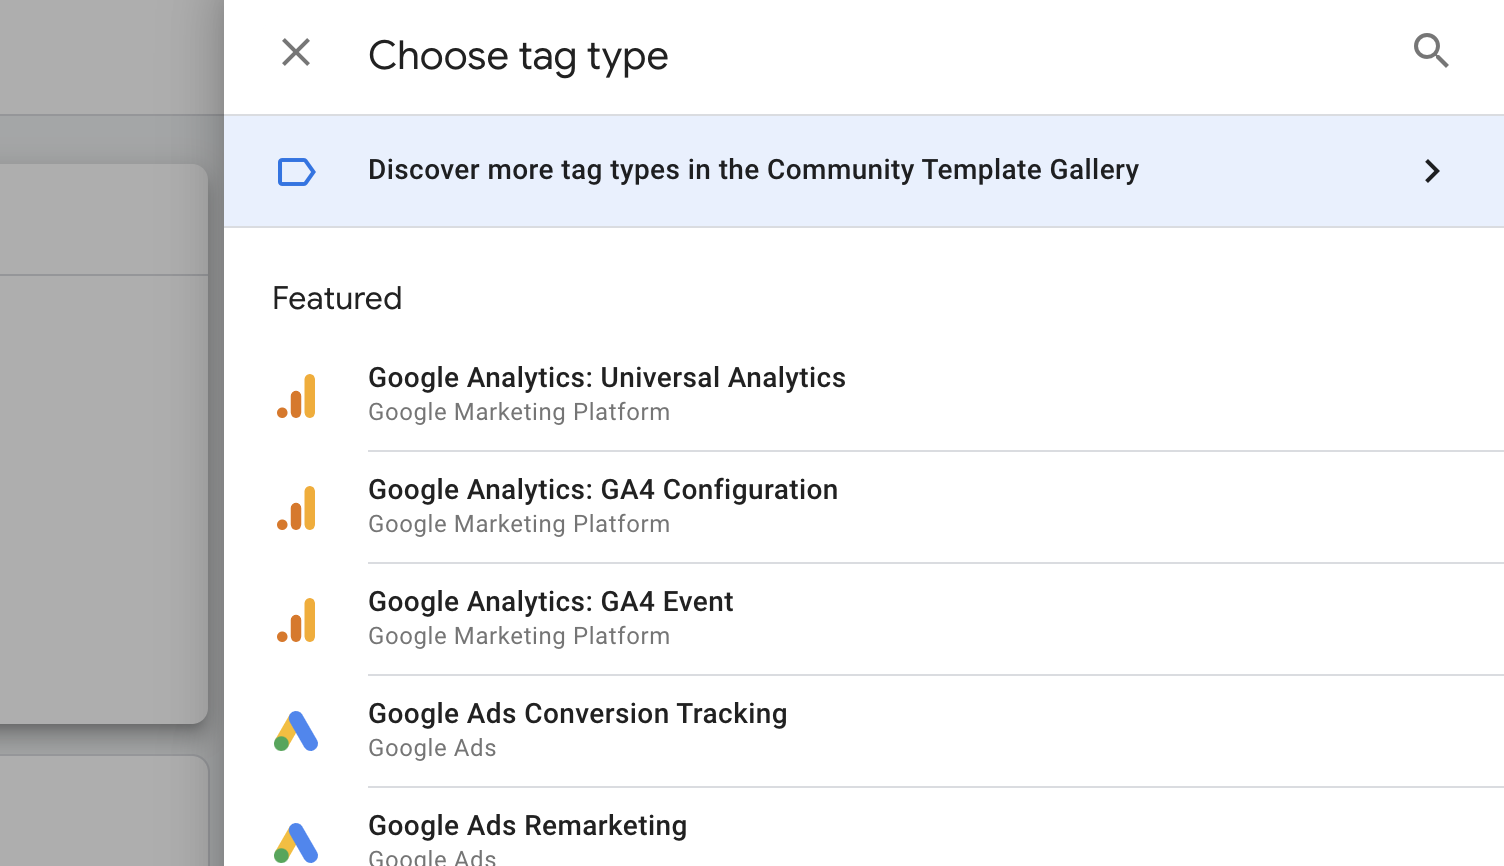 Choose tag type
Discover more tag types in the Community Template Gallery
Featured
Google Analytics: Universal Analytics
Google Marketing Platform
Google Analytics: GA4 Configuration
Google Marketing Platform
Google Analytics: GA4 Event
Google Marketing Platform
Google Ads Conversion Tracking
Google Ads
Google Ads Remarketing
Google Ads